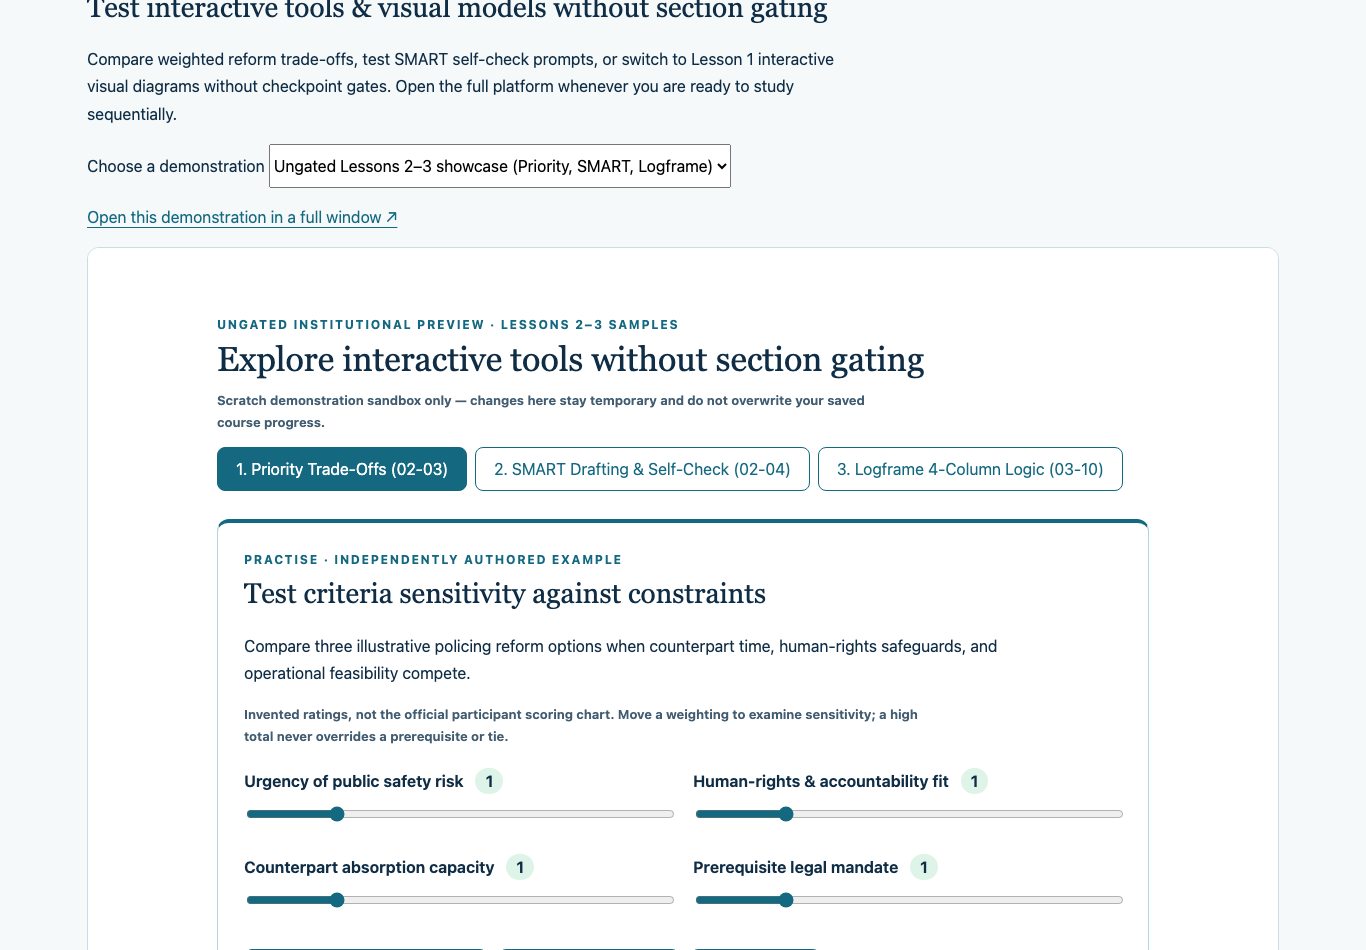 Test interactive tools & visual models without section gating
Compare weighted reform trade-offs, test SMART self-check prompts, or switch to Lesson 1 interactive
visual diagrams without checkpoint gates. Open the full platform whenever you are ready to study
sequentially.
Choose a demonstration Ungated Lessons 2–3 showcase (Priority, SMART, Logframe)
Open this demonstration in a full window ↗
UNGATED INSTITUTIONAL PREVIEW · LESSONS 2–3 SAMPLES
Explore interactive tools without section gating
Scratch demonstration sandbox only — changes here stay temporary and do not overwrite your saved
course progress.
1. Priority Trade-Offs (02-03) 2. SMART Drafting & Self-Check (02-04) 3. Logframe 4-Column Logic (03-10)
PRACTISE · INDEPENDENTLY AUTHORED EXAMPLE
Test criteria sensitivity against constraints
Compare three illustrative policing reform options when counterpart time, human-rights safeguards, and
operational feasibility compete.
Invented ratings, not the official participant scoring chart. Move a weighting to examine sensitivity; a high
total never overrides a prerequisite or tie.
Urgency of public safety risk 1 Human-rights & accountability fit 1
Counterpart absorption capacity 1 Prerequisite legal mandate 1